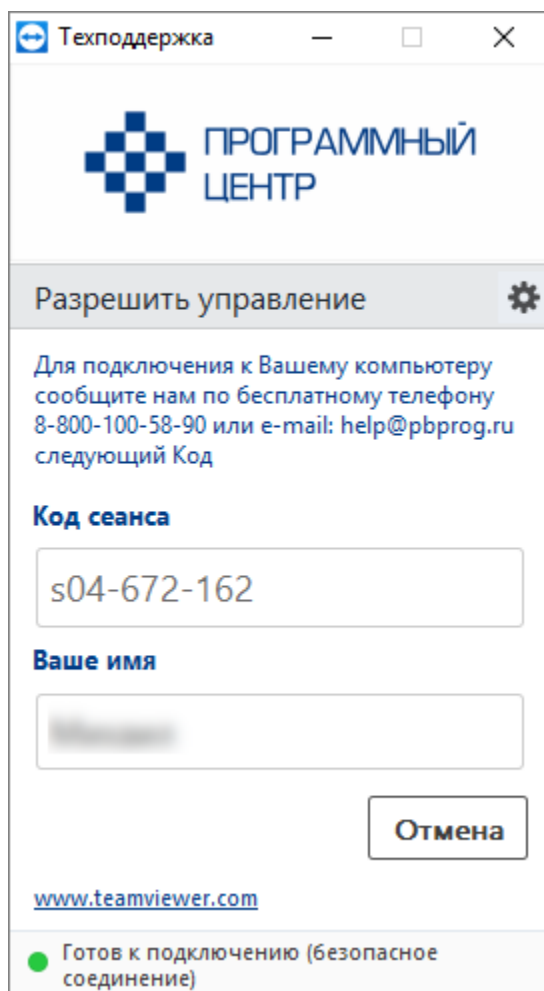 Техподдержка
ПРОГРАММНЫЙ
ЦЕНТР
Разрешить управление
Для подключения к Вашему компьютеру
сообщите нам по бесплатному телефону
8-800-100-58-90 или e-mail: help@pbprog.ru
следующий Код
Код сеанса
s04-672-162
Ваше имя
Отмена
www.teamviewer.com
Готов к подключению (безопасное
соединение)